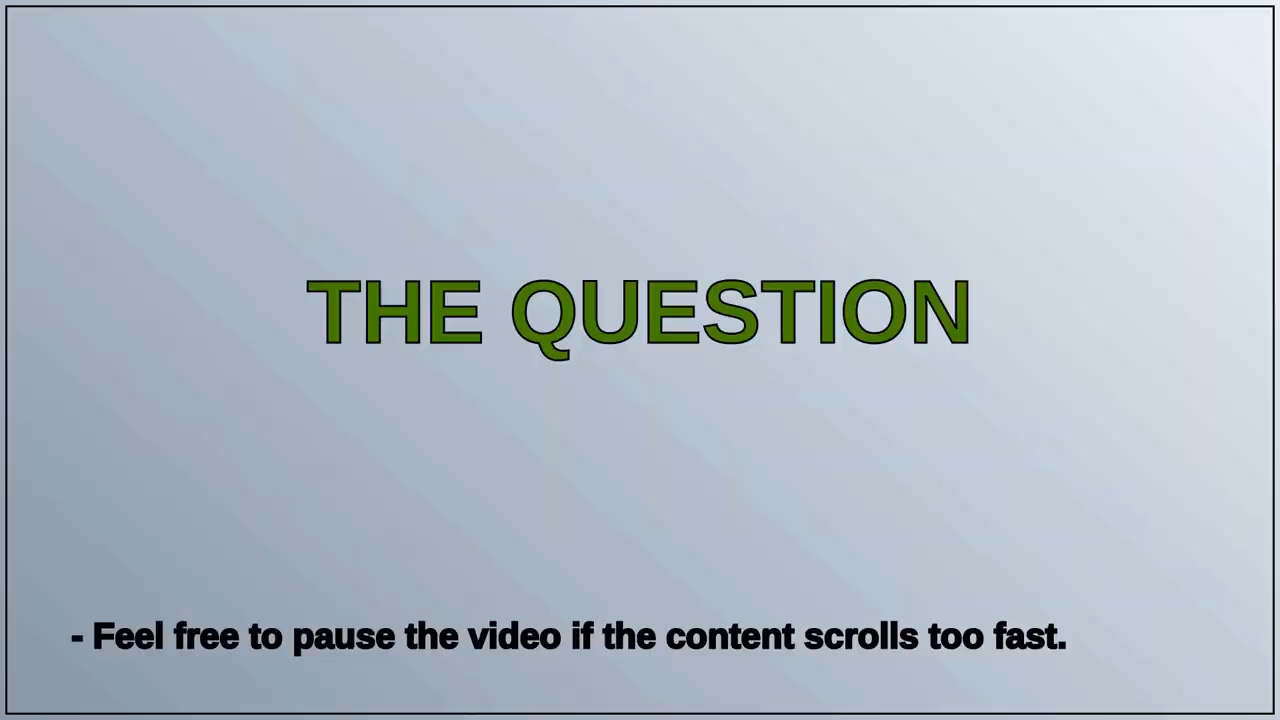 THE QUESTION
- Feel free to pause the video if the content scrolls too fast.